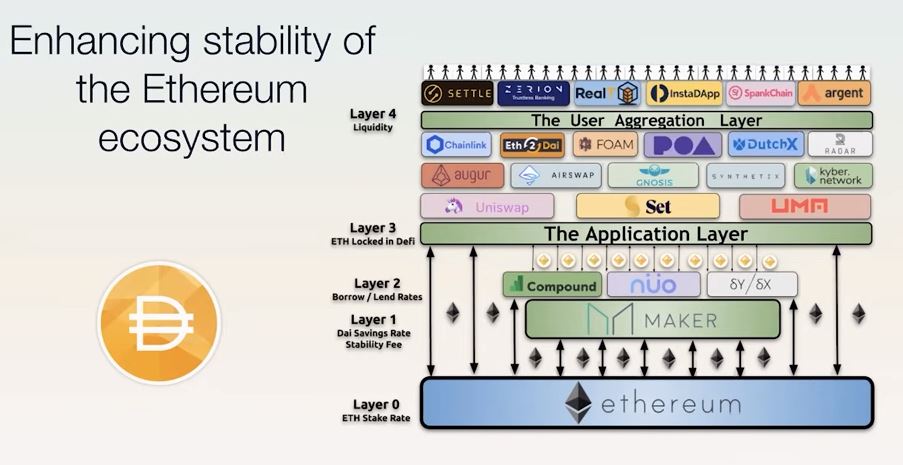 Enhancing stability of
the Ethereum
ecosystem
SETTLE
ZERION
Trustless Banking
RealT
InstaDApp
SpankChain
argent
Layer 4
Liquidity
The User Aggregation Layer
Chainlink
Eth2Dai
FOAM
POA
DutchX
RADAR
augur
AIRSWAP
GNOSIS
SYNTHETIX
kyber.
network
Uniswap
Set
UMA
Layer 3
ETH Locked in Defi
The Application Layer
Layer 2
Borrow / Lend Rates
Compound
nüo
δY/δX
Layer 1
Dai Savings Rate
Stability Fee
MAKER
Layer 0
ETH Stake Rate
ethereum